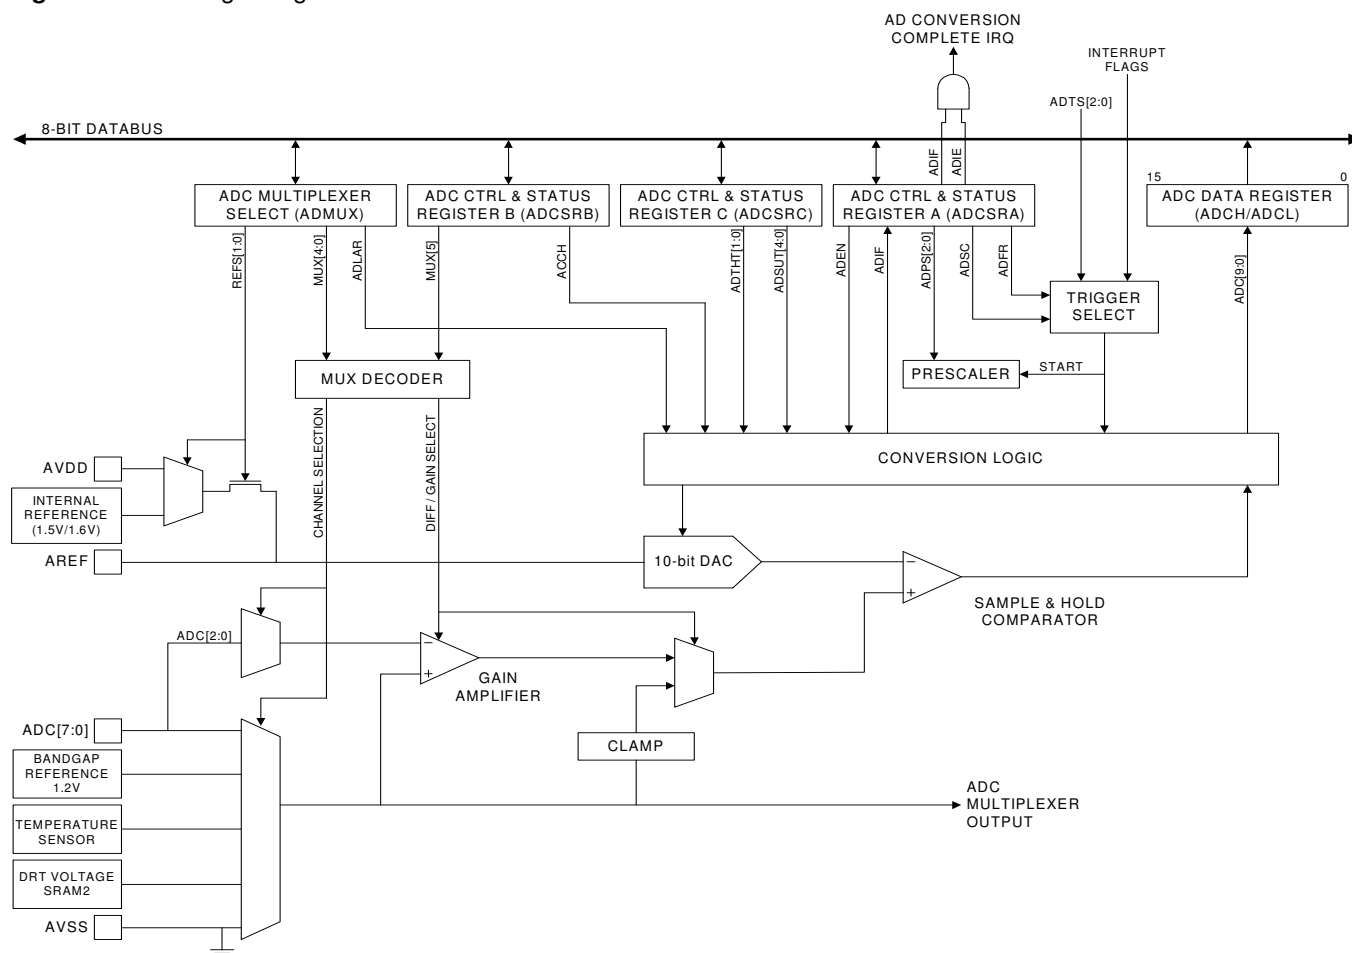 AD CONVERSION
COMPLETE IRQ
INTERRUPT
FLAGS
ADTS[2:0]
8-BIT DATABUS
ADIF
ADIE
15
0
ADC MULTIPLEXER
SELECT (ADMUX)
ADC CTRL & STATUS
REGISTER B (ADCSRB)
ADC CTRL & STATUS
REGISTER C (ADCSRC)
ADC CTRL & STATUS
REGISTER A (ADCSRA)
ADC DATA REGISTER
(ADCH/ADCL)
REFS[1:0]
MUX[4:0]
ADLAR
MUX[5]
ACCH
ADTHT[1:0]
ADSUT[4:0]
ADEN
ADIF
ADPS[2:0]
ADSC
ADFR
ADC[9:0]
TRIGGER
SELECT
MUX DECODER
PRESCALER
START
CHANNEL SELECTION
DIFF / GAIN SELECT
CONVERSION LOGIC
AVDD
INTERNAL
REFERENCE
(1.5V/1.6V)
AREF
10-bit DAC
−
+
SAMPLE & HOLD
COMPARATOR
ADC[2:0]
−
+
GAIN
AMPLIFIER
ADC[7:0]
CLAMP
BANDGAP
REFERENCE
1.2V
ADC
MULTIPLEXER
OUTPUT
TEMPERATURE
SENSOR
DRT VOLTAGE
SRAM2
AVSS